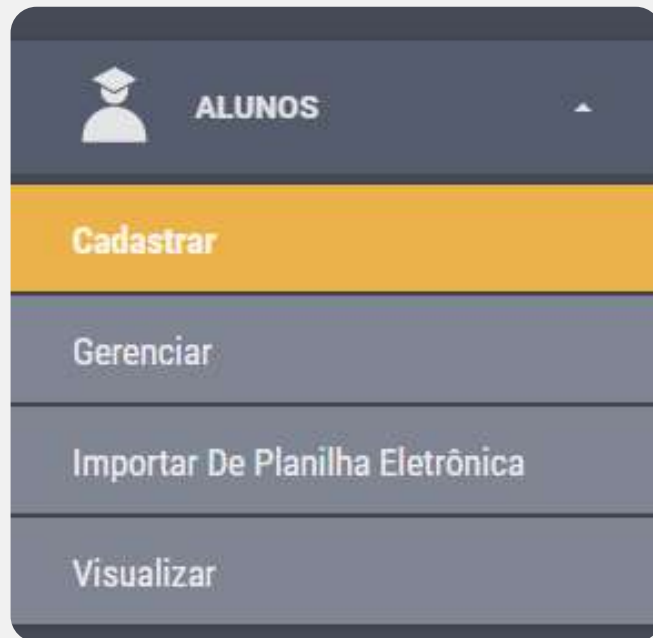 ALUNOS
Cadastrar
Gerenciar
Importar De Planilha Eletrônica
Visualizar